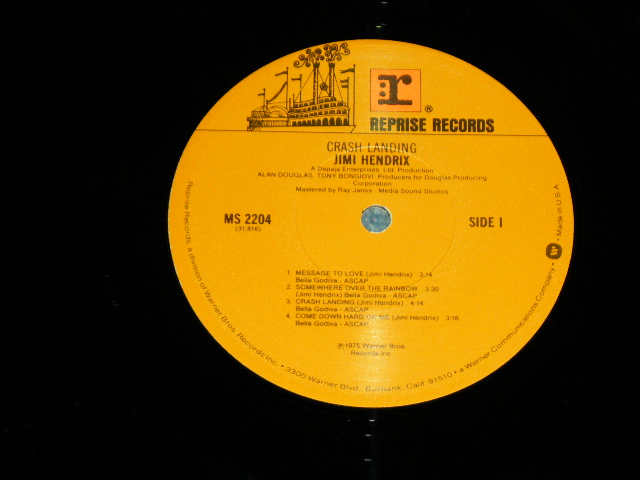 r
®
REPRISE RECORDS
CRASH LANDING
JIMI HENDRIX
A Depaja Enterprises, Ltd. Production
ALAN DOUGLAS, TONY BONGIOVI, Producers for Douglas Producing
Corporation
Mastered by Ray Janos - Media Sound Studios
MS 2204
(31,816)
SIDE 1
1. MESSAGE TO LOVE (Jimi Hendrix) 3:14
Bella Godiva - ASCAP
2. SOMEWHERE OVER THE RAINBOW 3:30
(Jimi Hendrix) Bella Godiva - ASCAP
3. CRASH LANDING (Jimi Hendrix) 4:14
Bella Godiva - ASCAP
4. COME DOWN HARD ON ME (Jimi Hendrix) 3:16
Bella Godiva - ASCAP
℗1975 Warner Bros.
Records Inc.
Reprise Records, a division of Warner Bros. Records Inc. • 3300 Warner Blvd., Burbank, Calif. 91510 • a Warner Communications Company • W • Made in U.S.A.